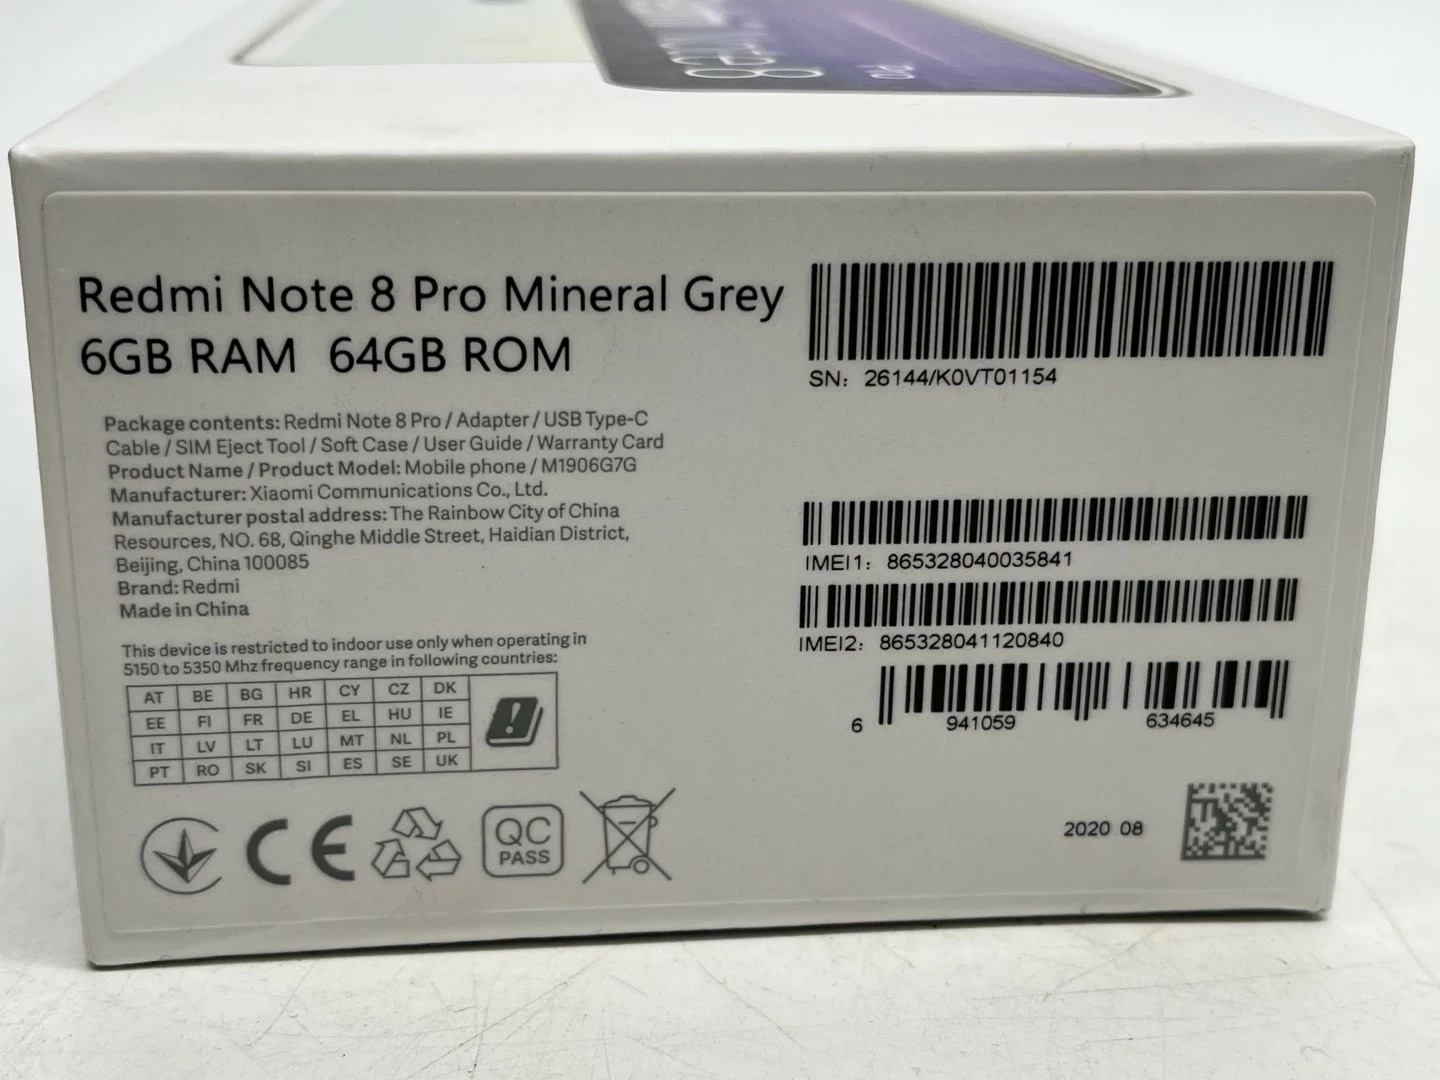 Note 8
Pro
Redmi Note 8 Pro Mineral Grey
6GB RAM 64GB ROM
Package contents: Redmi Note 8 Pro / Adapter / USB Type-C
Cable / SIM Eject Tool / Soft Case / User Guide / Warranty Card
Product Name / Product Model: Mobile phone / M1906G7G
Manufacturer: Xiaomi Communications Co., Ltd.
Manufacturer postal address: The Rainbow City of China
Resources, NO. 68, Qinghe Middle Street, Haidian District,
Beijing, China 100085
Brand: Redmi
Made in China
This device is restricted to indoor use only when operating in
5150 to 5350 Mhz frequency range in following countries:
AT BE BG HR CY CZ DK
EE FI FR DE EL HU IE
IT LV LT LU MT NL PL
PT RO SK SI ES SE UK
CE
QC
PASS
SN: 26144/K0VT01154
IMEI1: 865328040035841
IMEI2: 865328041120840
6 941059 634645
2020 08